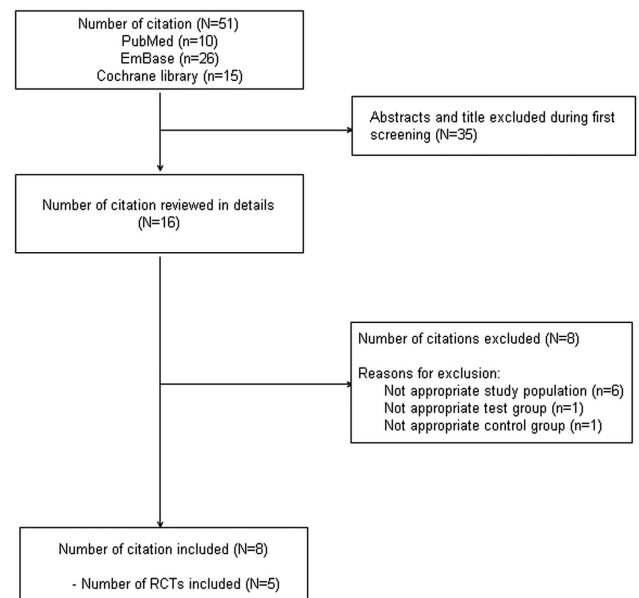 Number of citation (N=51)
PubMed (n=10)
EmBase (n=26)
Cochrane library (n=15)
Abstracts and title excluded during first
screening (N=35)
Number of citation reviewed in details
(N=16)
Number of citations excluded (N=8)
Reasons for exclusion:
Not appropriate study population (n=6)
Not appropriate test group (n=1)
Not appropriate control group (n=1)
Number of citation included (N=8)
- Number of RCTs included (N=5)